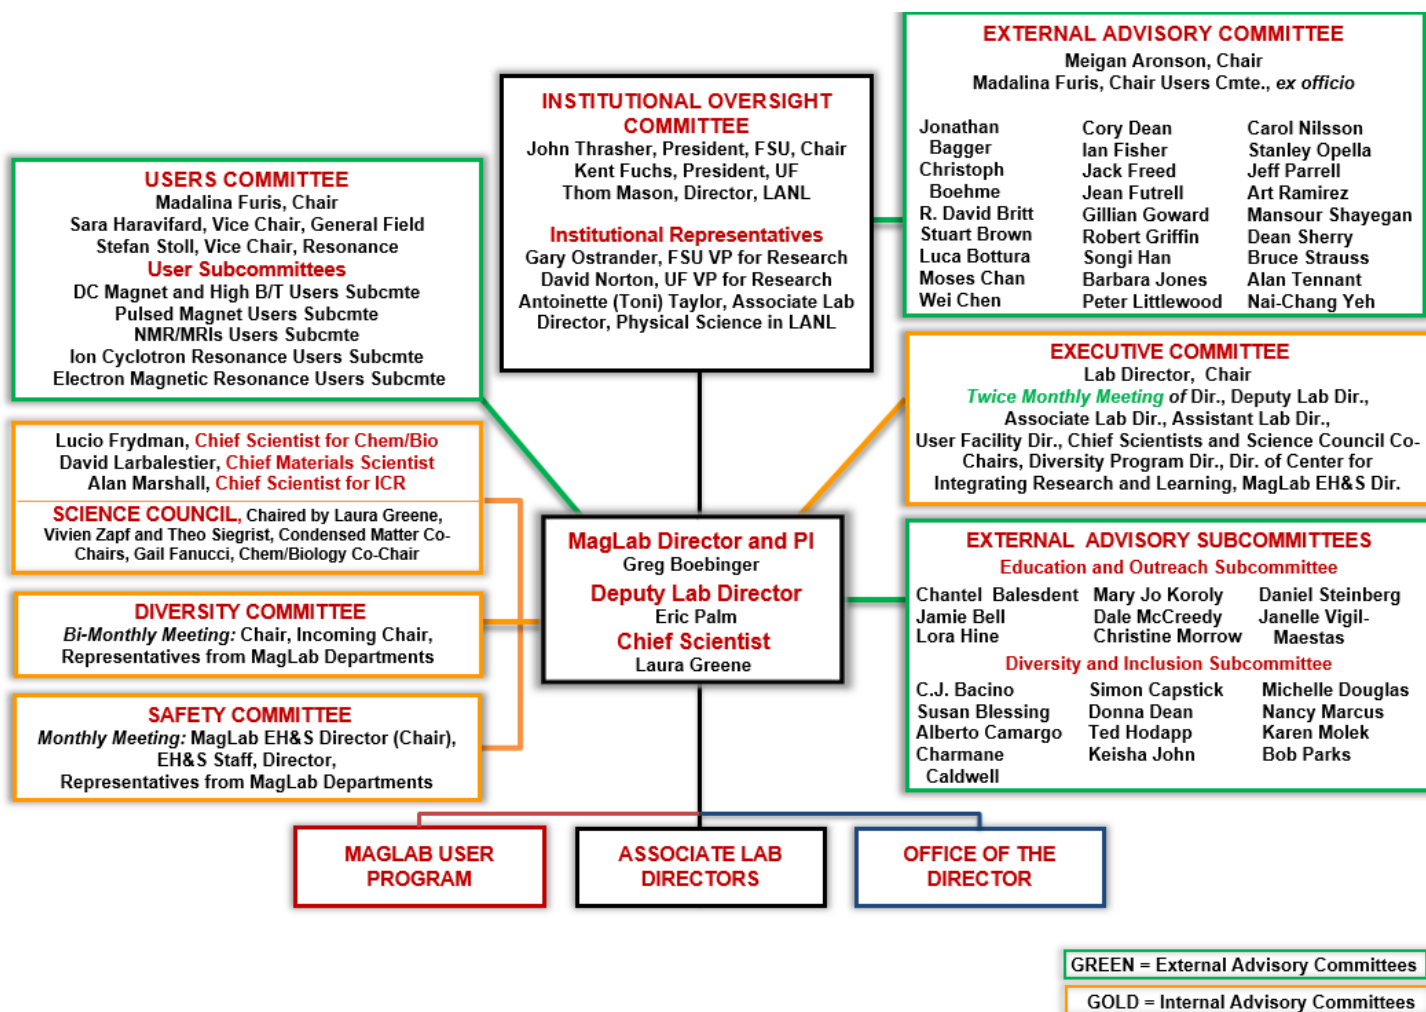 EXTERNAL ADVISORY COMMITTEE
Meigan Aronson, Chair
Madalina Furis, Chair Users Cmte., ex officio
Jonathan
Bagger
Christoph
Boehme
R. David Britt
Stuart Brown
Luca Bottura
Moses Chan
Wei Chen
Cory Dean
Ian Fisher
Jack Freed
Jean Futrell
Gillian Goward
Robert Griffin
Songi Han
Barbara Jones
Peter Littlewood
Carol Nilsson
Stanley Opella
Jeff Parrell
Art Ramirez
Mansour Shayegan
Dean Sherry
Bruce Strauss
Alan Tennant
Nai-Chang Yeh
INSTITUTIONAL OVERSIGHT
COMMITTEE
John Thrasher, President, FSU, Chair
Kent Fuchs, President, UF
Thom Mason, Director, LANL
Institutional Representatives
Gary Ostrander, FSU VP for Research
David Norton, UF VP for Research
Antoinette (Toni) Taylor, Associate Lab
Director, Physical Science in LANL
USERS COMMITTEE
Madalina Furis, Chair
Sara Haravifard, Vice Chair, General Field
Stefan Stoll, Vice Chair, Resonance
User Subcommittees
DC Magnet and High B/T Users Subcmte
Pulsed Magnet Users Subcmte
NMR/MRIs Users Subcmte
Ion Cyclotron Resonance Users Subcmte
Electron Magnetic Resonance Users Subcmte
EXECUTIVE COMMITTEE
Lab Director, Chair
Twice Monthly Meeting of Dir., Deputy Lab Dir.,
Associate Lab Dir., Assistant Lab Dir.,
User Facility Dir., Chief Scientists and Science Council Co-
Chairs, Diversity Program Dir., Dir. of Center for
Integrating Research and Learning, MagLab EH&S Dir.
Lucio Frydman, Chief Scientist for Chem/Bio
David Larbalestier, Chief Materials Scientist
Alan Marshall, Chief Scientist for ICR
SCIENCE COUNCIL, Chaired by Laura Greene,
Vivien Zapf and Theo Siegrist, Condensed Matter Co-
Chairs, Gail Fanucci, Chem/Biology Co-Chair
MagLab Director and PI
Greg Boebinger
Deputy Lab Director
Eric Palm
Chief Scientist
Laura Greene
EXTERNAL ADVISORY SUBCOMMITTEES
Education and Outreach Subcommittee
Chantel Balesdent
Jamie Bell
Lora Hine
Mary Jo Koroly
Dale McCreedy
Christine Morrow
Daniel Steinberg
Janelle Vigil-
Maestas
Diversity and Inclusion Subcommittee
C.J. Bacino
Susan Blessing
Alberto Camargo
Charmane
Caldwell
Simon Capstick
Donna Dean
Ted Hodapp
Keisha John
Michelle Douglas
Nancy Marcus
Karen Molek
Bob Parks
DIVERSITY COMMITTEE
Bi-Monthly Meeting: Chair, Incoming Chair,
Representatives from MagLab Departments
SAFETY COMMITTEE
Monthly Meeting: MagLab EH&S Director (Chair),
EH&S Staff, Director,
Representatives from MagLab Departments
MAGLAB USER
PROGRAM
ASSOCIATE LAB
DIRECTORS
OFFICE OF THE
DIRECTOR
GREEN = External Advisory Committees
GOLD = Internal Advisory Committees